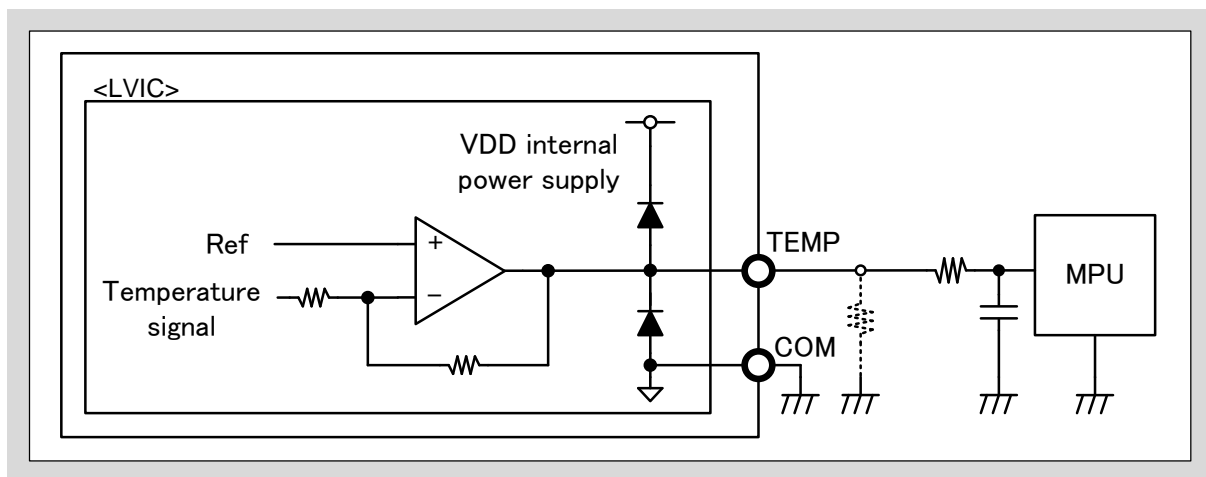 <LVIC>
VDD internal
power supply
Ref
+
Temperature
signal
−
TEMP
COM
MPU